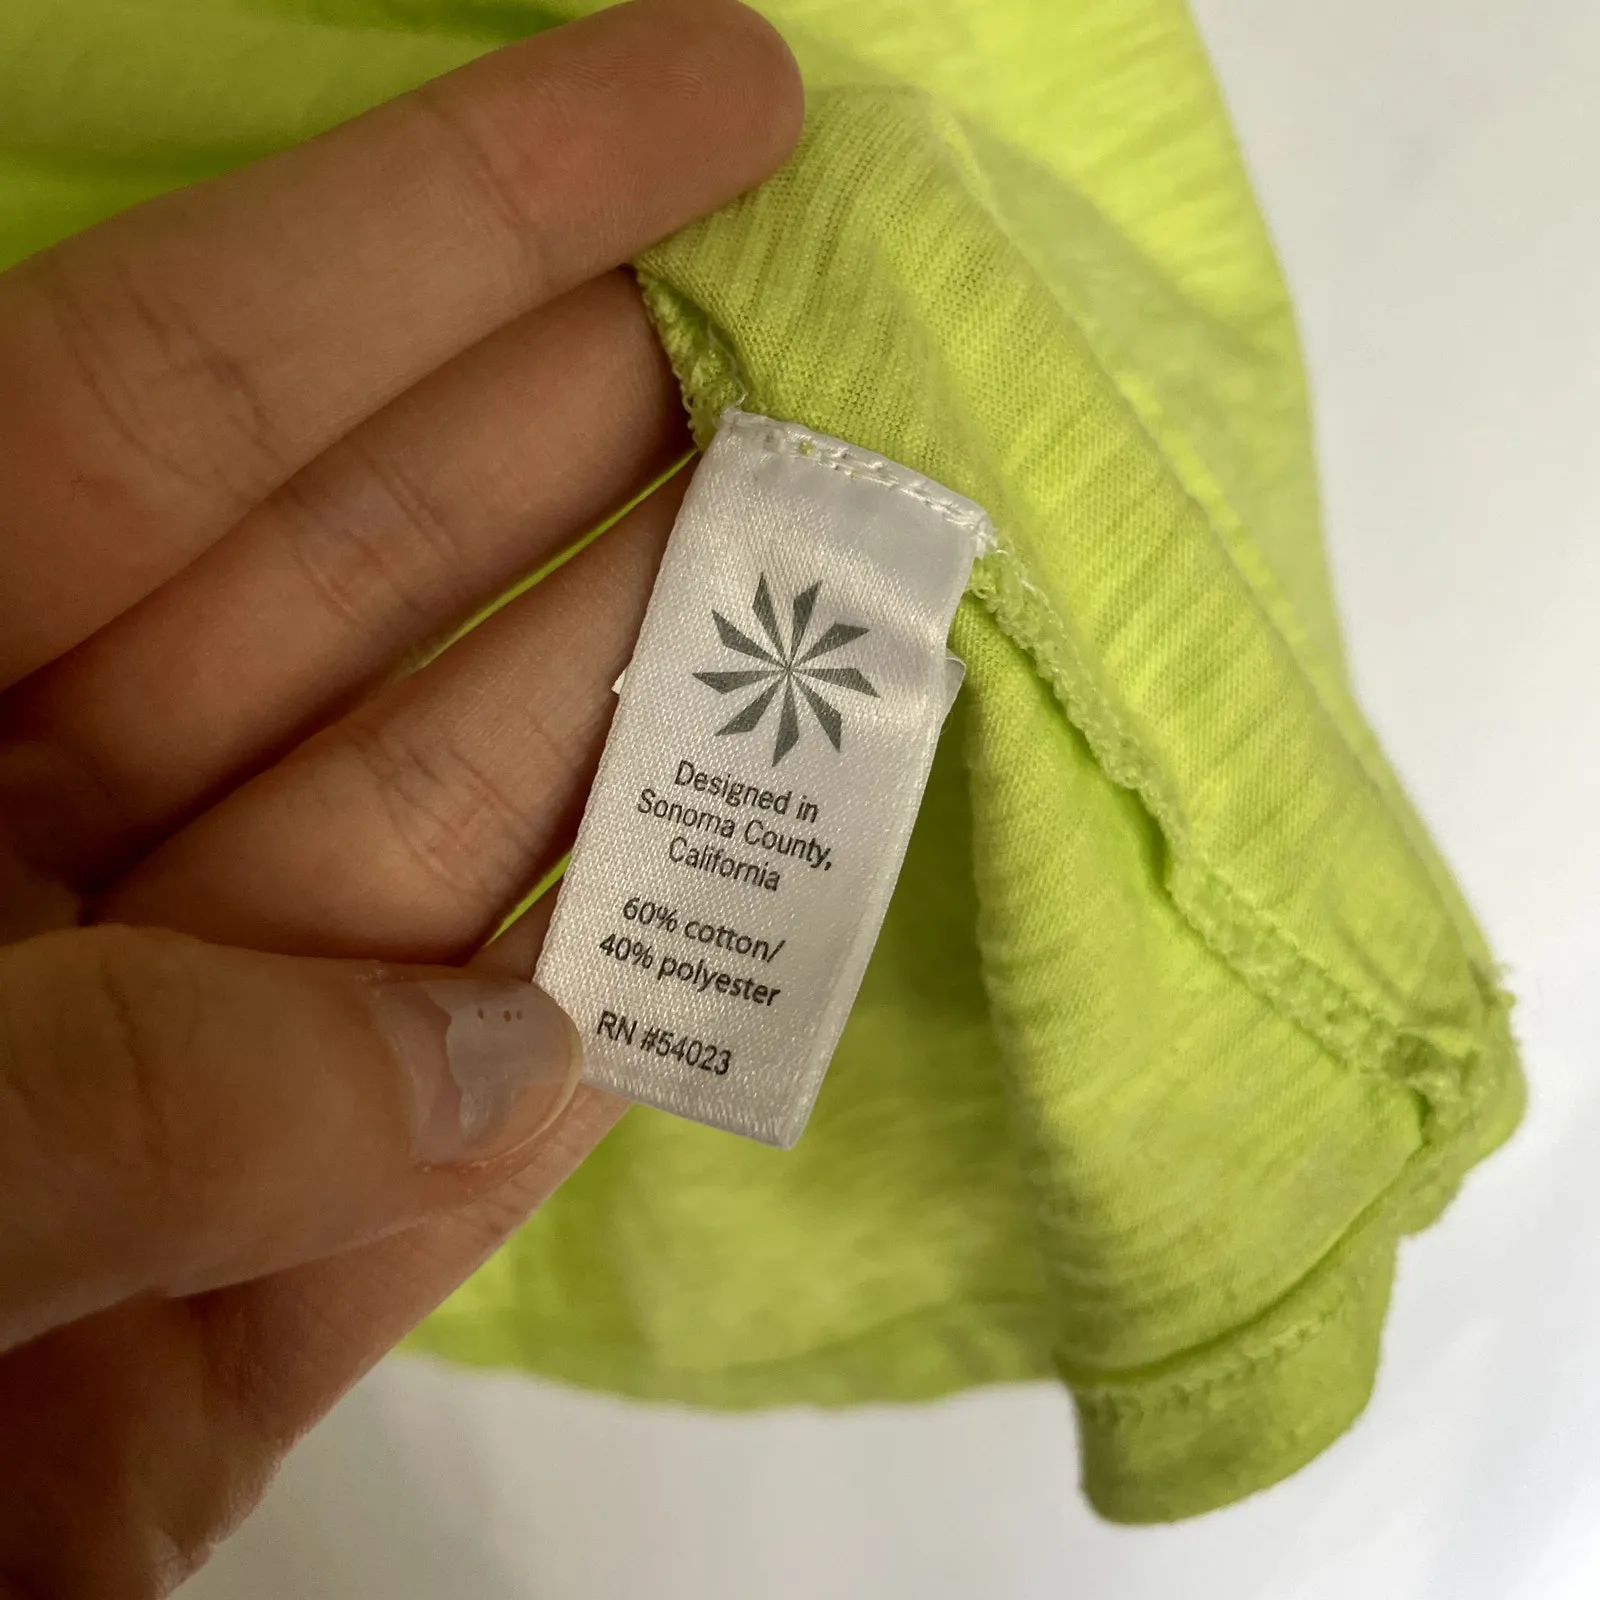 Designed in
Sonoma County,
California
60% cotton/
40% polyester
RN #54023